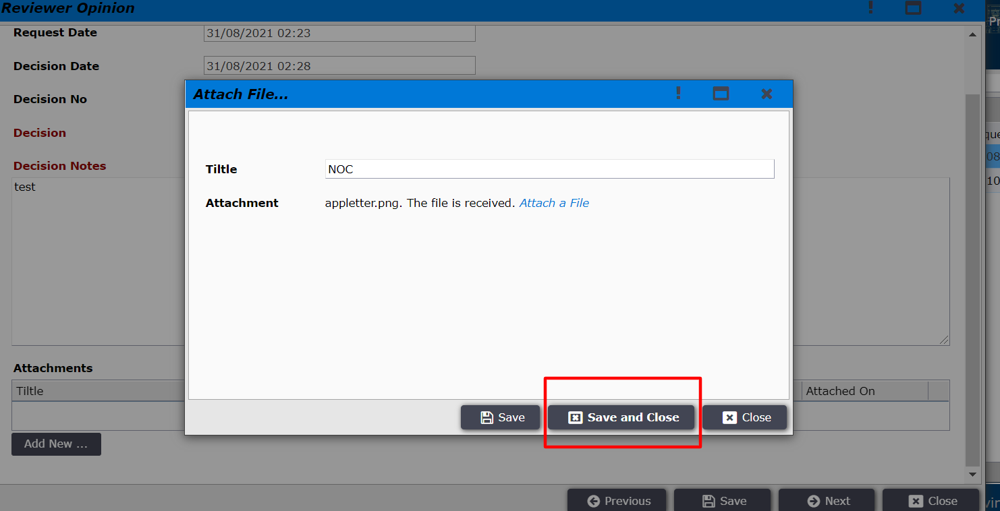 Reviewer Opinion
Request Date 31/08/2021 02:23
Decision Date 31/08/2021 02:28
Decision No
Decision
Decision Notes
test
Attach File...
Tiltle NOC
Attachment appletter.png. The file is received. Attach a File
Save Save and Close Close
Attachments
Tiltle Attached On
Add New ...
Previous Save Next Close